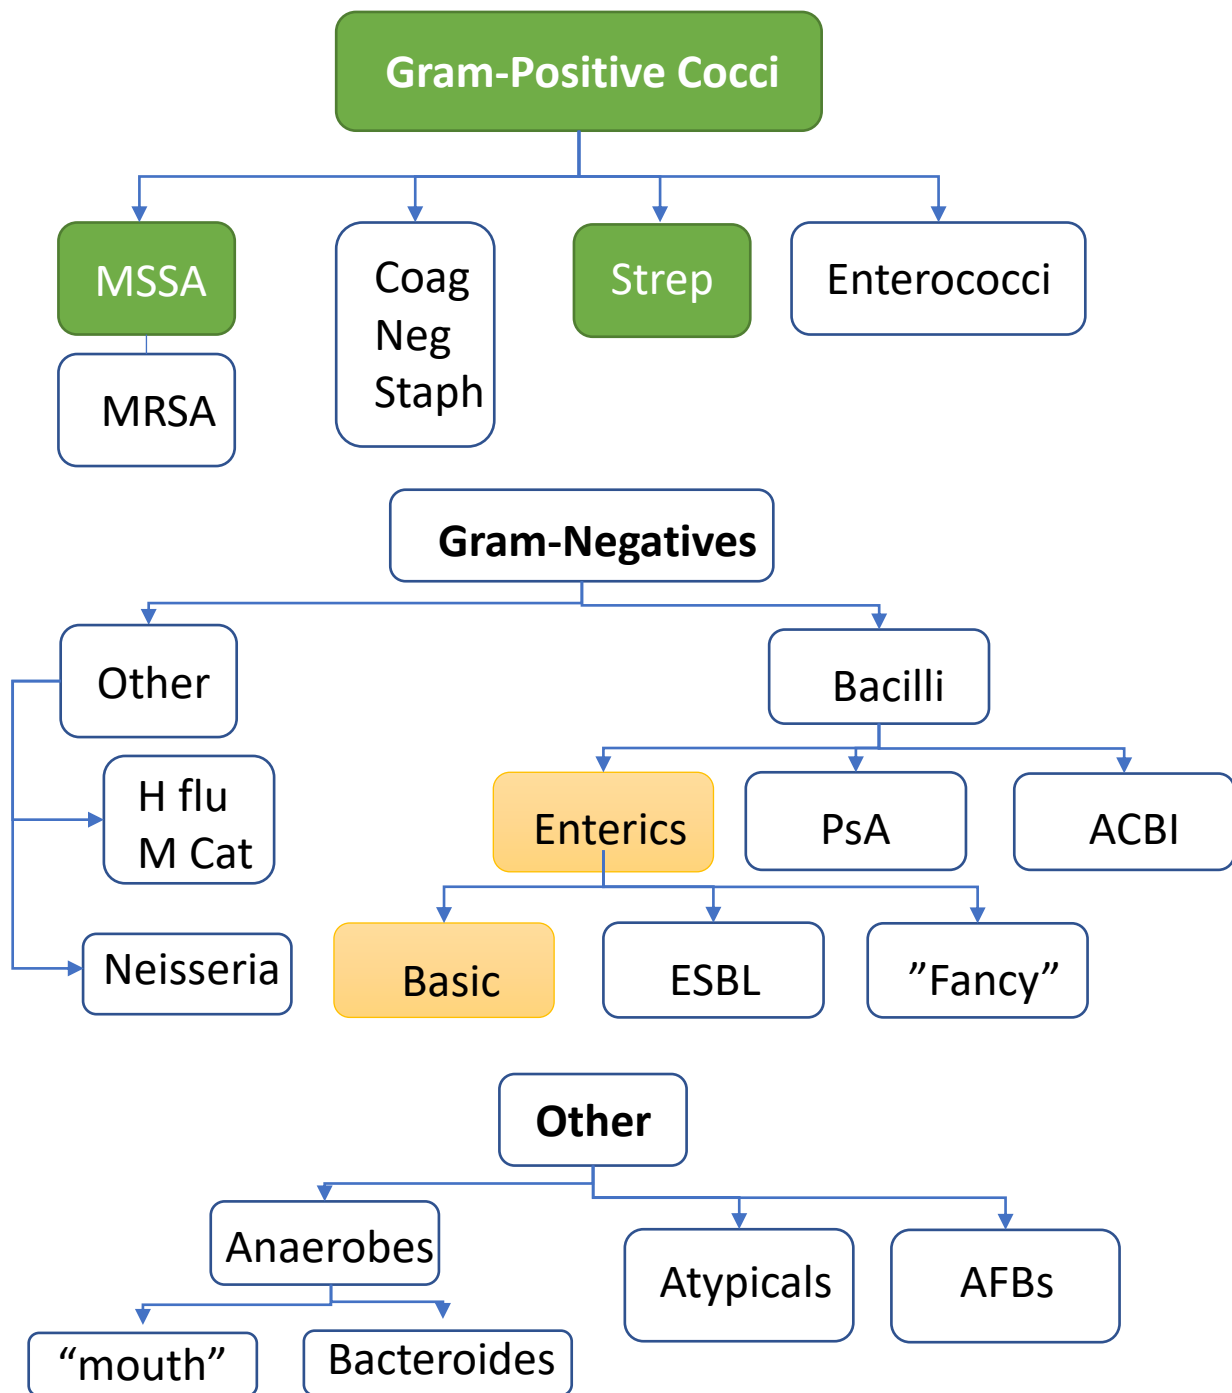 Gram-Positive Cocci
MSSA
MRSA
Coag
Neg
Staph
Strep
Enterococci
Gram-Negatives
Other
Bacilli
H flu
M Cat
Neisseria
Enterics
PsA
ACBI
Basic
ESBL
”Fancy”
Other
Anaerobes
Atypicals
AFBs
“mouth”
Bacteroides